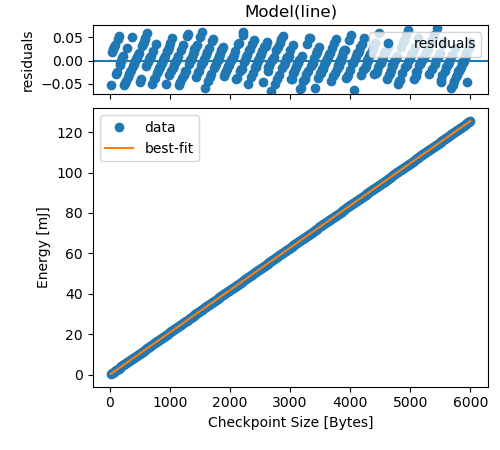 Model(line)
residuals
0.05
0.00
−0.05
residuals
data
best-fit
Energy [mJ]
120
100
80
60
40
20
0
0 1000 2000 3000 4000 5000 6000
Checkpoint Size [Bytes]